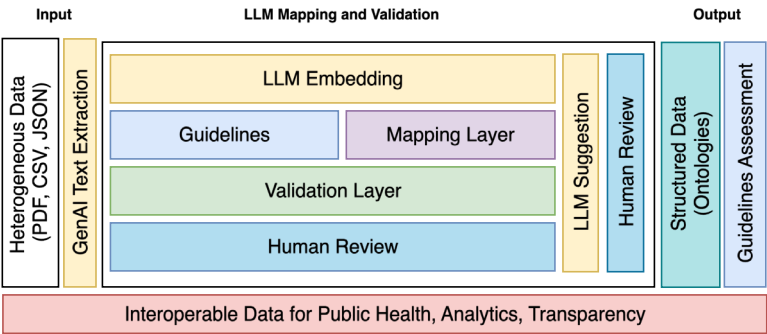 Input
LLM Mapping and Validation
Output
Heterogeneous Data
(PDF, CSV, JSON)
GenAI Text Extraction
LLM Embedding
Guidelines
Mapping Layer
Validation Layer
Human Review
LLM Suggestion
Human Review
Structured Data
(Ontologies)
Guidelines Assessment
Interoperable Data for Public Health, Analytics, Transparency